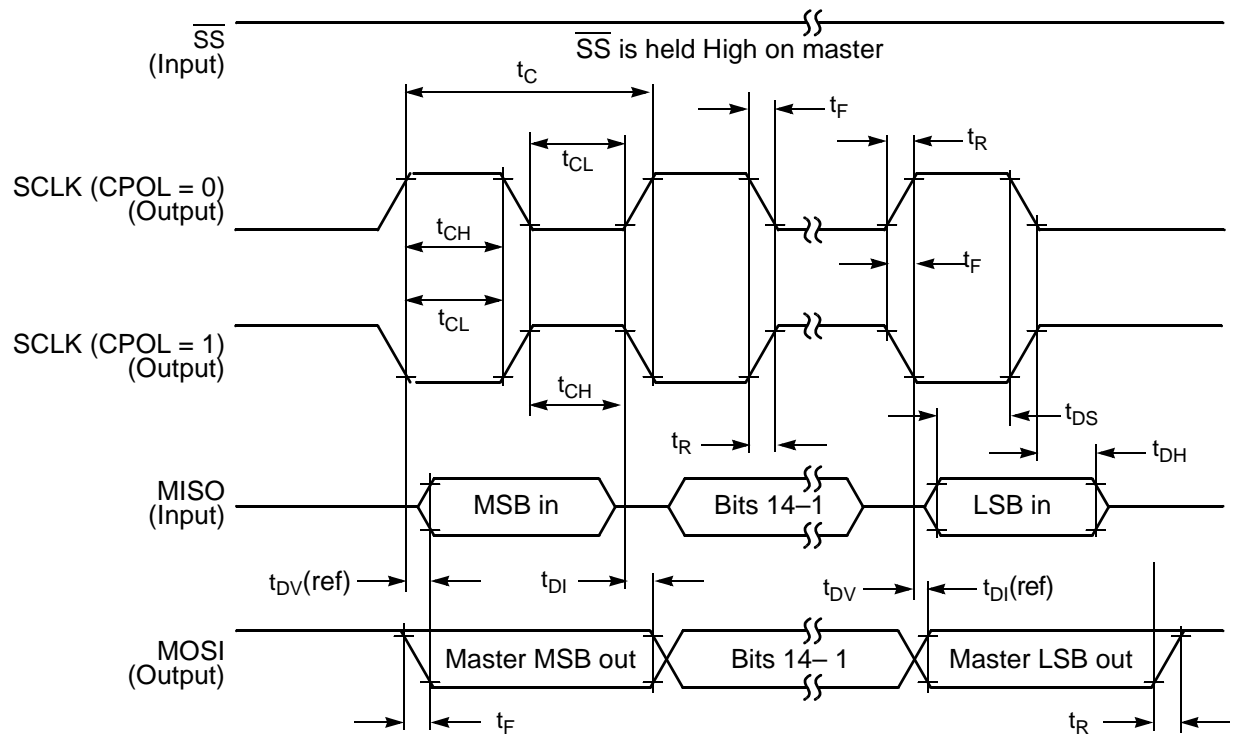 SS
(Input)
SS is held High on master
tC
tF
tR
tCL
SCLK (CPOL = 0)
(Output)
tCH
tF
tCL
SCLK (CPOL = 1)
(Output)
tCH
tDS
tR
tDH
MISO
(Input)
MSB in
Bits 14–1
LSB in
tDV(ref)
tDI
tDV
tDI(ref)
MOSI
(Output)
Master MSB out
Bits 14– 1
Master LSB out
tF
tR